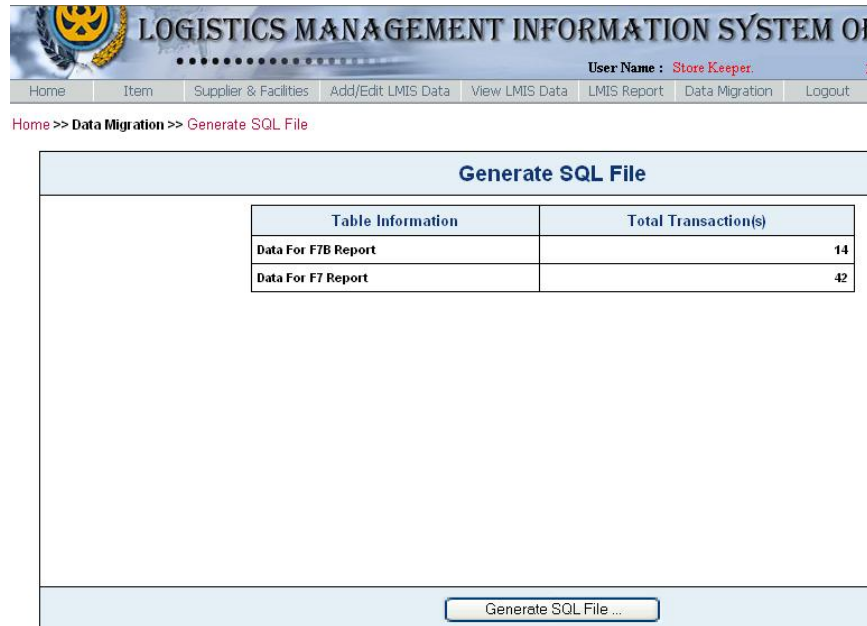 LOGISTICS MANAGEMENT INFORMATION SYSTEM
User Name : Store Keeper.
Home Item Supplier & Facilities Add/Edit LMIS Data View LMIS Data LMIS Report Data Migration Logout
Home >> Data Migration >> Generate SQL File
Generate SQL File
Table Information Total Transaction(s)
Data For F7B Report 14
Data For F7 Report 42
Generate SQL File ...